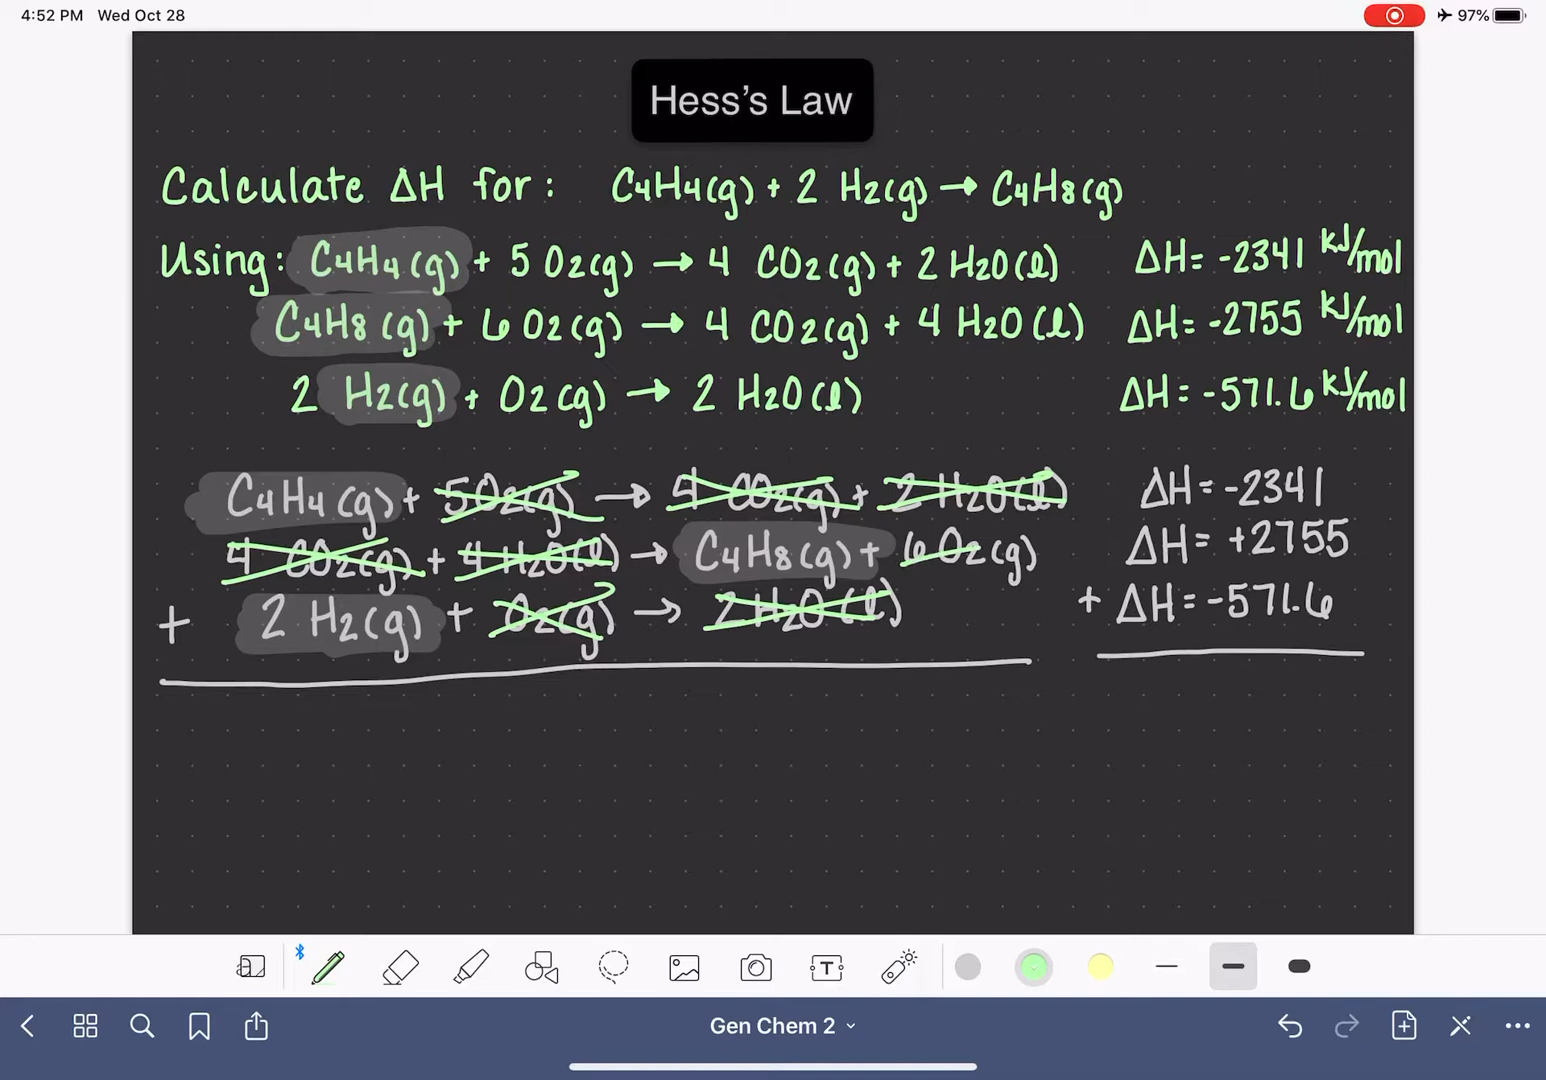 4:52 PM Wed Oct 28
97%
Hess's Law
Calculate ΔH for: C4H4(g) + 2 H2(g) → C4H8(g)
Using: C4H4(g) + 5 O2(g) → 4 CO2(g) + 2 H2O(l) ΔH = -2341 kJ/mol
C4H8(g) + 6 O2(g) → 4 CO2(g) + 4 H2O(l) ΔH = -2755 kJ/mol
2 H2(g) + O2(g) → 2 H2O(l) ΔH = -571.6 kJ/mol
C4H4(g) + 5O2(g) → 4 CO2(g) + 2 H2O(l) ΔH = -2341
4 CO2(g) + 4 H2O(l) → C4H8(g) + 6O2(g) ΔH = +2755
+ 2 H2(g) + O2(g) → 2 H2O(l) + ΔH = -571.6
T
Gen Chem 2